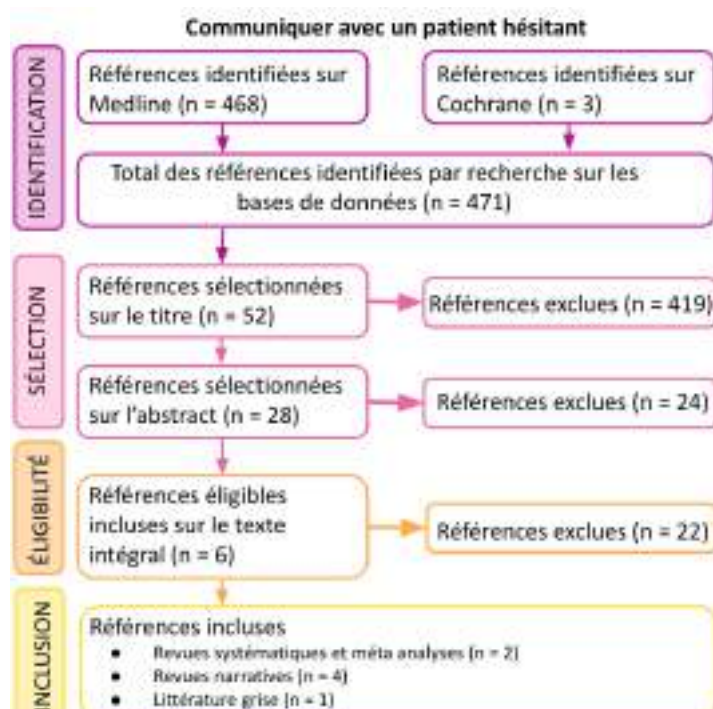 Communiquer avec un patient hésitant
IDENTIFICATION
Références identifiées sur
Medline (n = 468)
Références identifiées sur
Cochrane (n = 3)
Total des références identifiées par recherche sur les
bases de données (n = 471)
SÉLECTION
Références sélectionnées
sur le titre (n = 52)
Références exclues (n = 419)
Références sélectionnées
sur l'abstract (n = 28)
Références exclues (n = 24)
ÉLIGIBILITÉ
Références éligibles
incluses sur le texte
intégral (n = 6)
Références exclues (n = 22)
INCLUSION
Références incluses
● Revues systématiques et méta analyses (n = 2)
● Revues narratives (n = 4)
● Littérature grise (n = 1)